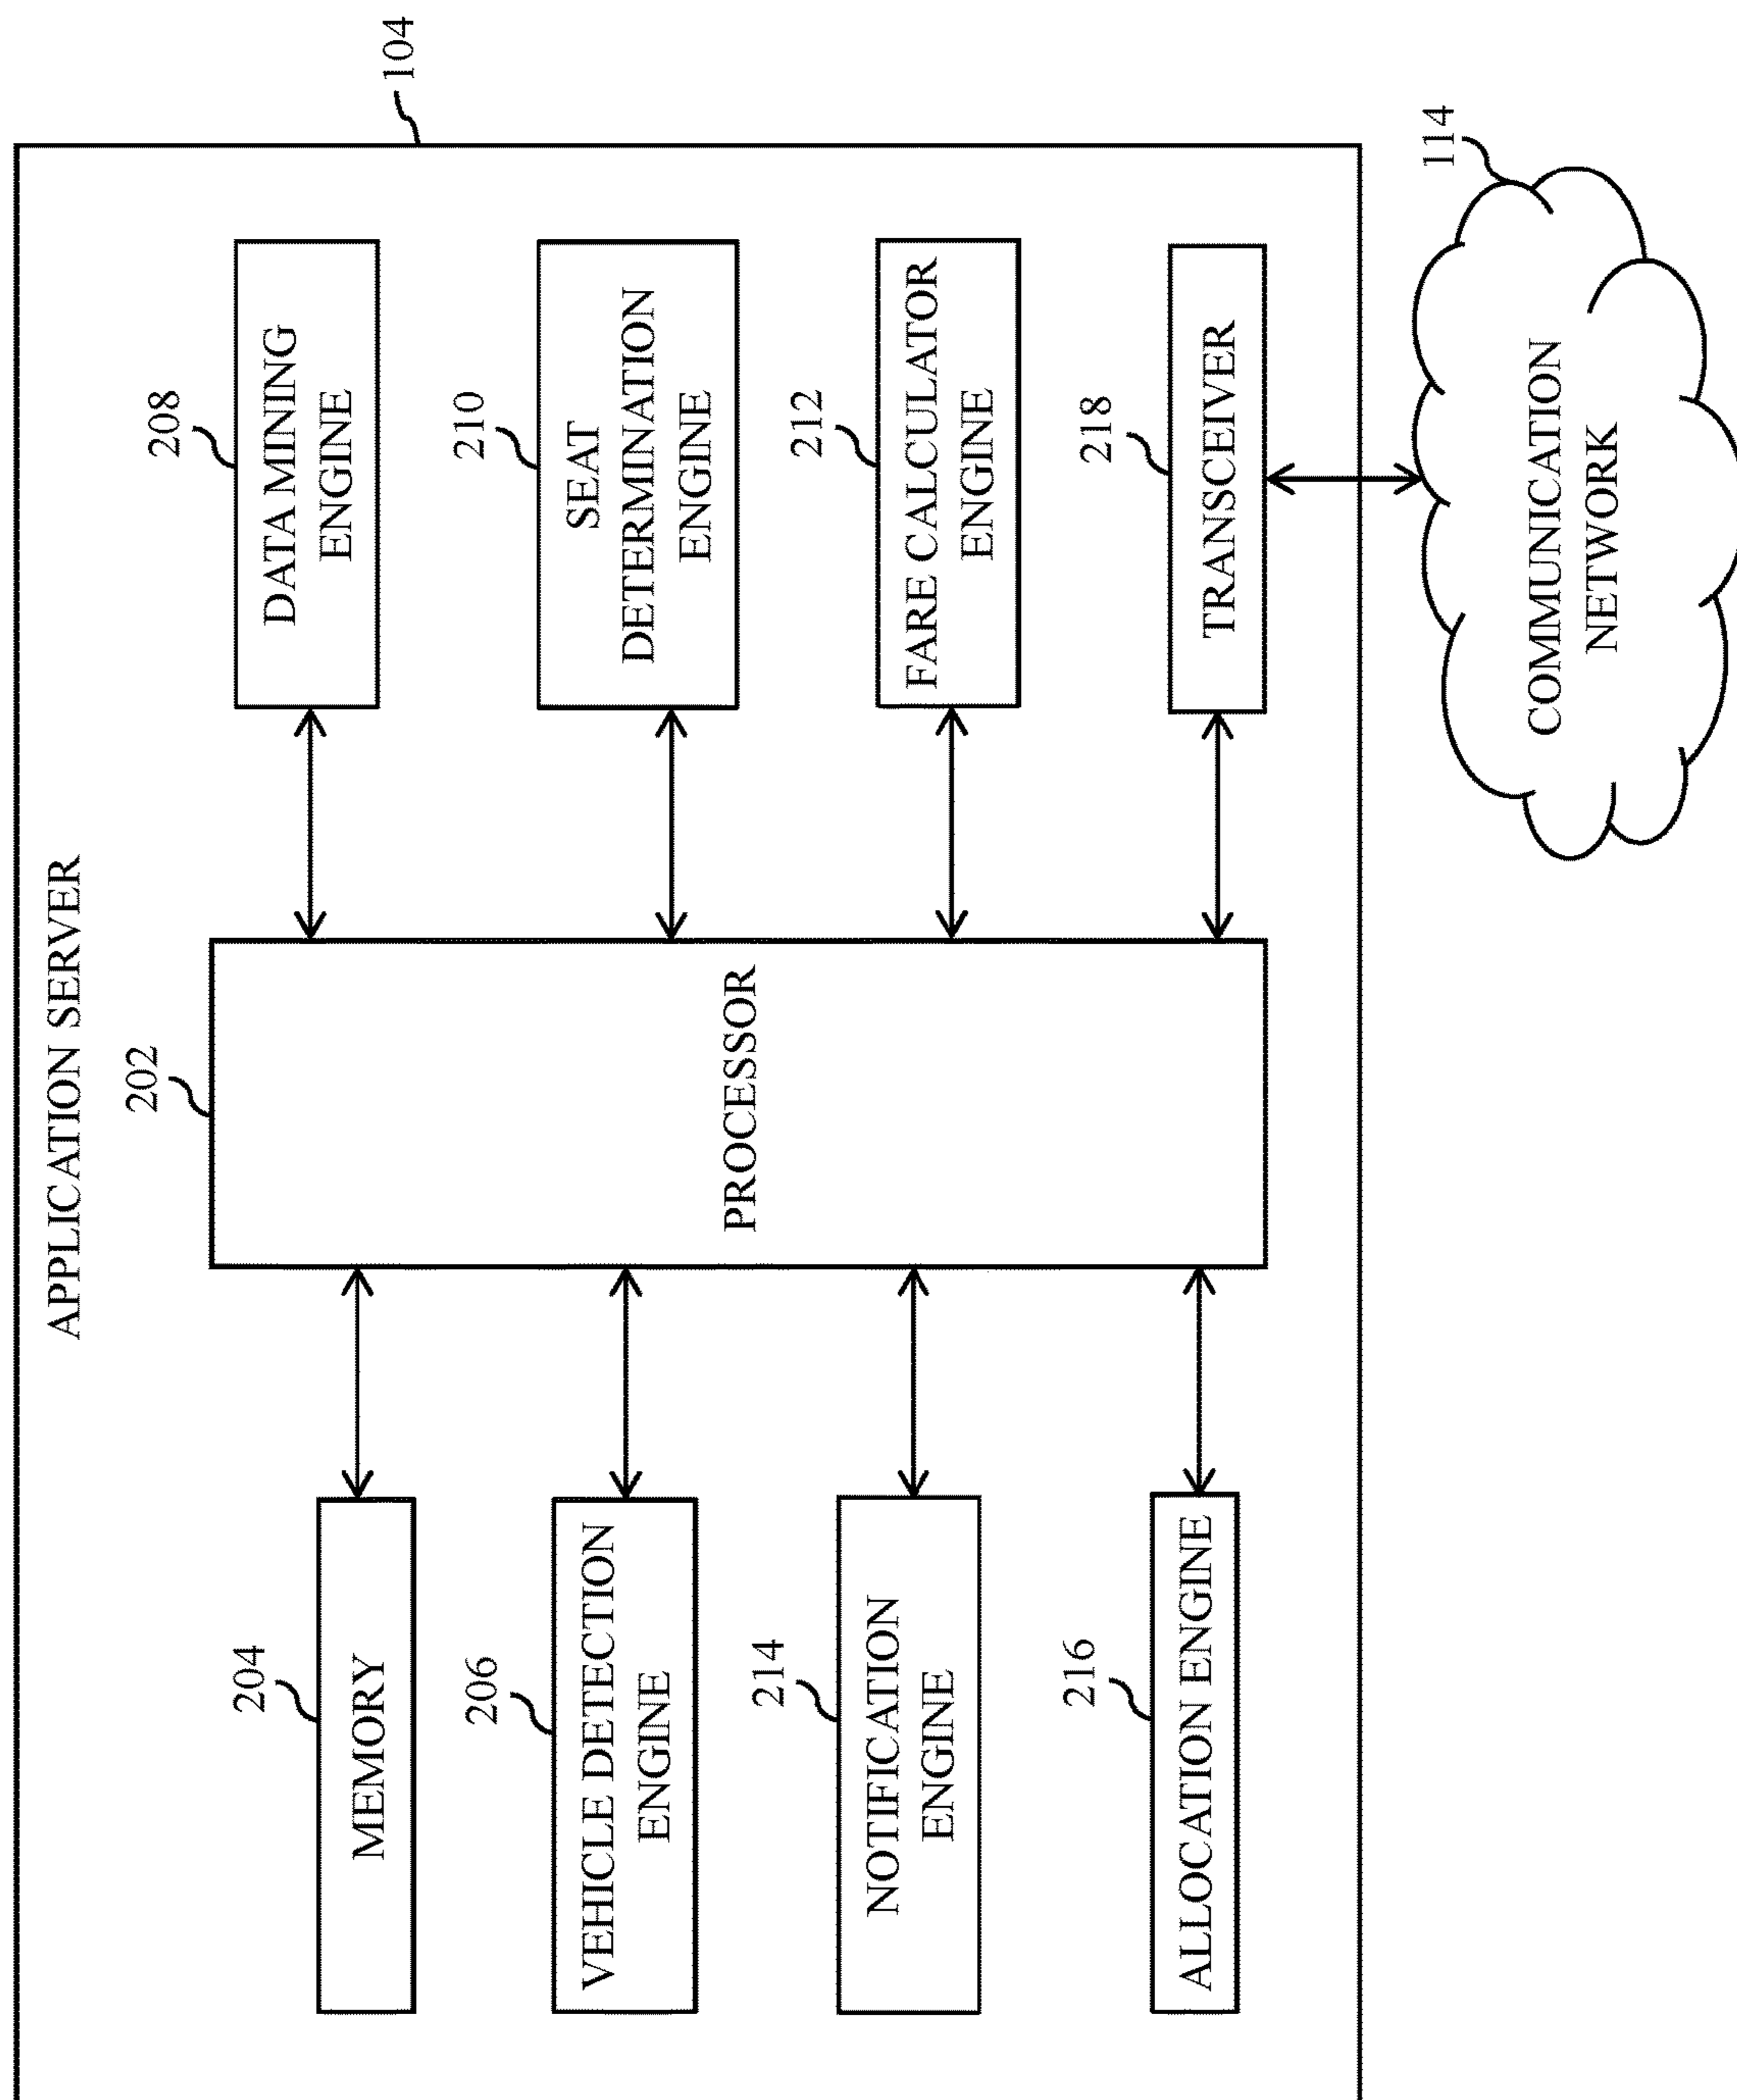 APPLICATION SERVER
104
202
PROCESSOR
204
MEMORY
206
VEHICLE DETECTION
ENGINE
214
NOTIFICATION
ENGINE
216
ALLOCATION ENGINE
208
DATA MINING
ENGINE
210
SEAT
DETERMINATION
ENGINE
212
FARE CALCULATOR
ENGINE
218
TRANSCEIVER
114
COMMUNICATION
NETWORK